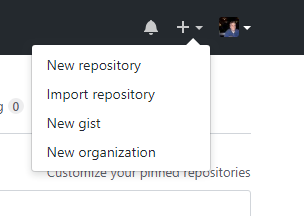 New repository
Import repository
g 0
New gist
New organization
Customize your pinned repositories